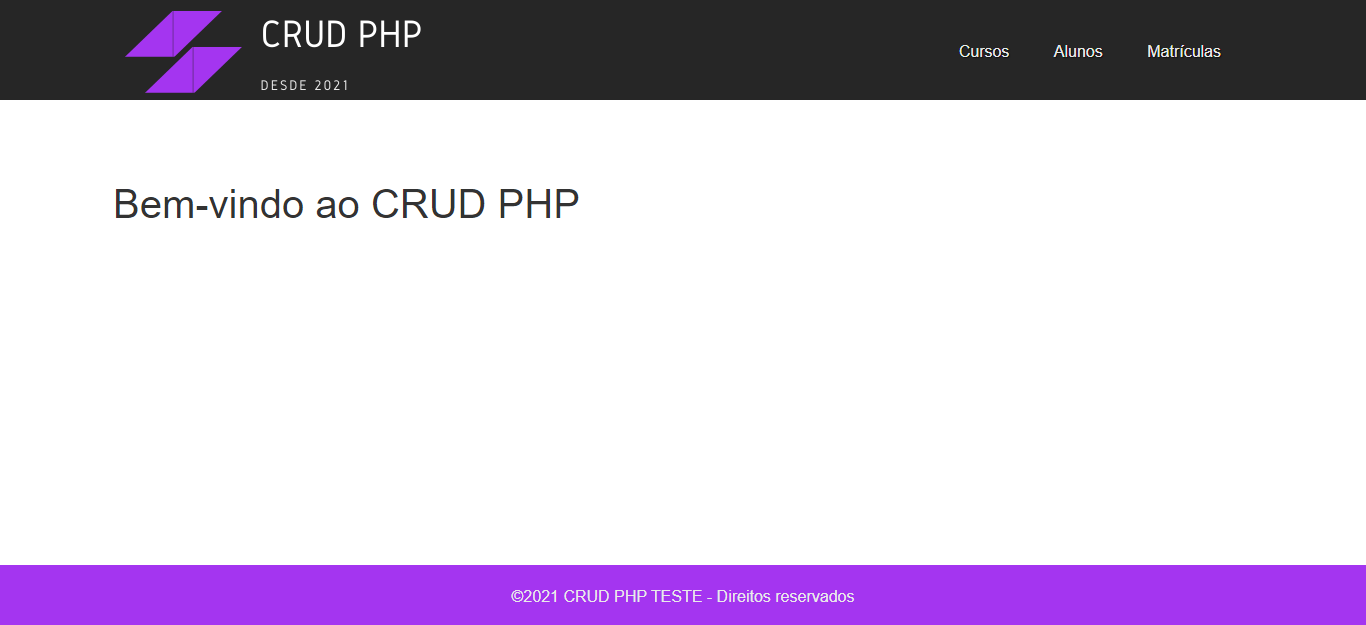 CRUD PHP
DESDE 2021
Cursos Alunos Matrículas
Bem-vindo ao CRUD PHP
©2021 CRUD PHP TESTE - Direitos reservados